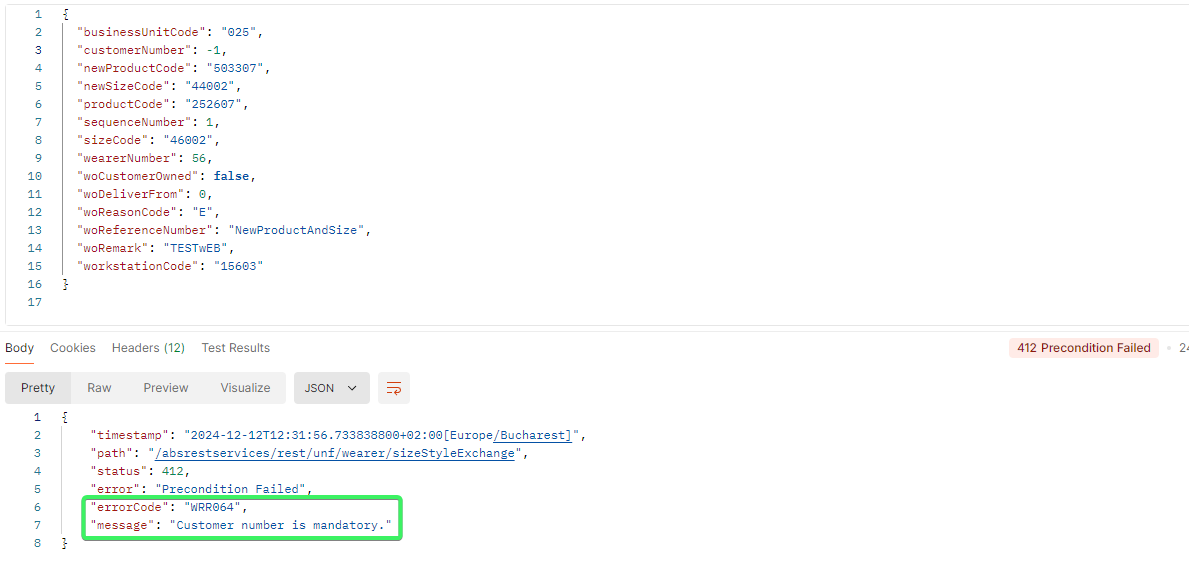 1 {
2 "businessUnitCode": "025",
3 "customerNumber": -1,
4 "newProductCode": "503307",
5 "newSizeCode": "44002",
6 "productCode": "252607",
7 "sequenceNumber": 1,
8 "sizeCode": "46002",
9 "wearerNumber": 56,
10 "woCustomerOwned": false,
11 "woDeliverFrom": 0,
12 "woReasonCode": "E",
13 "woReferenceNumber": "NewProductAndSize",
14 "woRemark": "TESTwEB",
15 "workstationCode": "15603"
16 }
17
Body Cookies Headers (12) Test Results 412 Precondition Failed • 24
Pretty Raw Preview Visualize JSON
1 {
2 "timestamp": "2024-12-12T12:31:56.733838800+02:00[Europe/Bucharest]",
3 "path": "/absrestservices/rest/unf/wearer/sizeStyleExchange",
4 "status": 412,
5 "error": "Precondition Failed",
6 "errorCode": "WRR064",
7 "message": "Customer number is mandatory."
8 }